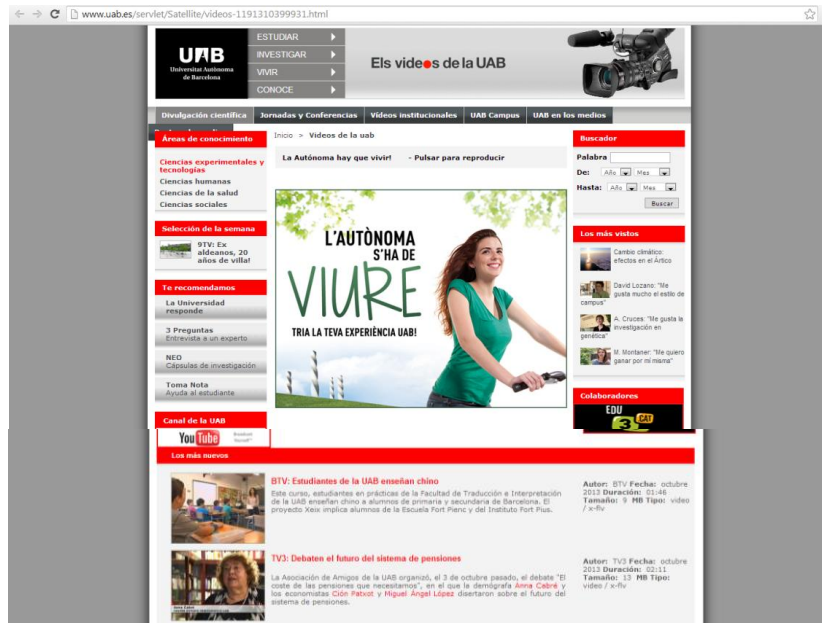 www.uab.es/servlet/Satellite/videos-1191310399931.html
UAB
Universitat Autònoma
de Barcelona
ESTUDIAR
INVESTIGAR
VIVIR
CONOCE
Els videos de la UAB
Divulgación científica
Jornadas y Conferencias
Vídeos institucionales
UAB Campus
UAB en los medios
Áreas de conocimiento
Ciencias experimentales y
tecnologías
Ciencias humanas
Ciencias de la salud
Ciencias sociales
Selección de la semana
9TV: Ex
aldeanos, 20
años de villa!
Te recomendamos
La Universidad
responde
3 Preguntas
Entrevista a un experto
NEO
Cápsulas de investigación
Toma Nota
Ayuda al estudiante
Canal de la UAB
YouTube
Inicio > Videos de la uab
La Autónoma hay que vivir! - Pulsar para reproducir
L'AUTÒNOMA
S'HA DE
VIURE
TRIA LA TEVA EXPERIÈNCIA UAB!
Buscador
Palabra
De: Año Mes
Hasta: Año Mes
Buscar
Los más vistos
Cambio climático:
efectos en el Ártico
David Lozano: "Me
gusta mucho el estilo de
campus"
A. Cruces: "Me gusta la
investigación en
genética"
M. Montaner: "Me quiero
ganar por mí misma"
Colaboradores
EDU
3 CAT
Los más nuevos
BTV: Estudiantes de la UAB enseñan chino
Este curso, estudiantes en prácticas de la Facultad de Traducción e Interpretación
de la UAB enseñan chino a alumnos de primaria y secundaria de Barcelona. El
proyecto Xeix implica alumnos de la Escuela Fort Pienc y del Instituto Fort Pius.
Autor: BTV Fecha: octubre
2013 Duración: 01:46
Tamaño: 9 MB Tipo: video
/ x-flv
TV3: Debaten el futuro del sistema de pensiones
La Asociación de Amigos de la UAB organizó, el 3 de octubre pasado, el debate "El
coste de las pensiones que necesitamos", en el que la demógrafa Anna Cabré y
los economistas Ción Patxot y Miguel Ángel López disertaron sobre el futuro del
sistema de pensiones.
Autor: TV3 Fecha: octubre
2013 Duración: 02:11
Tamaño: 13 MB Tipo:
video / x-flv